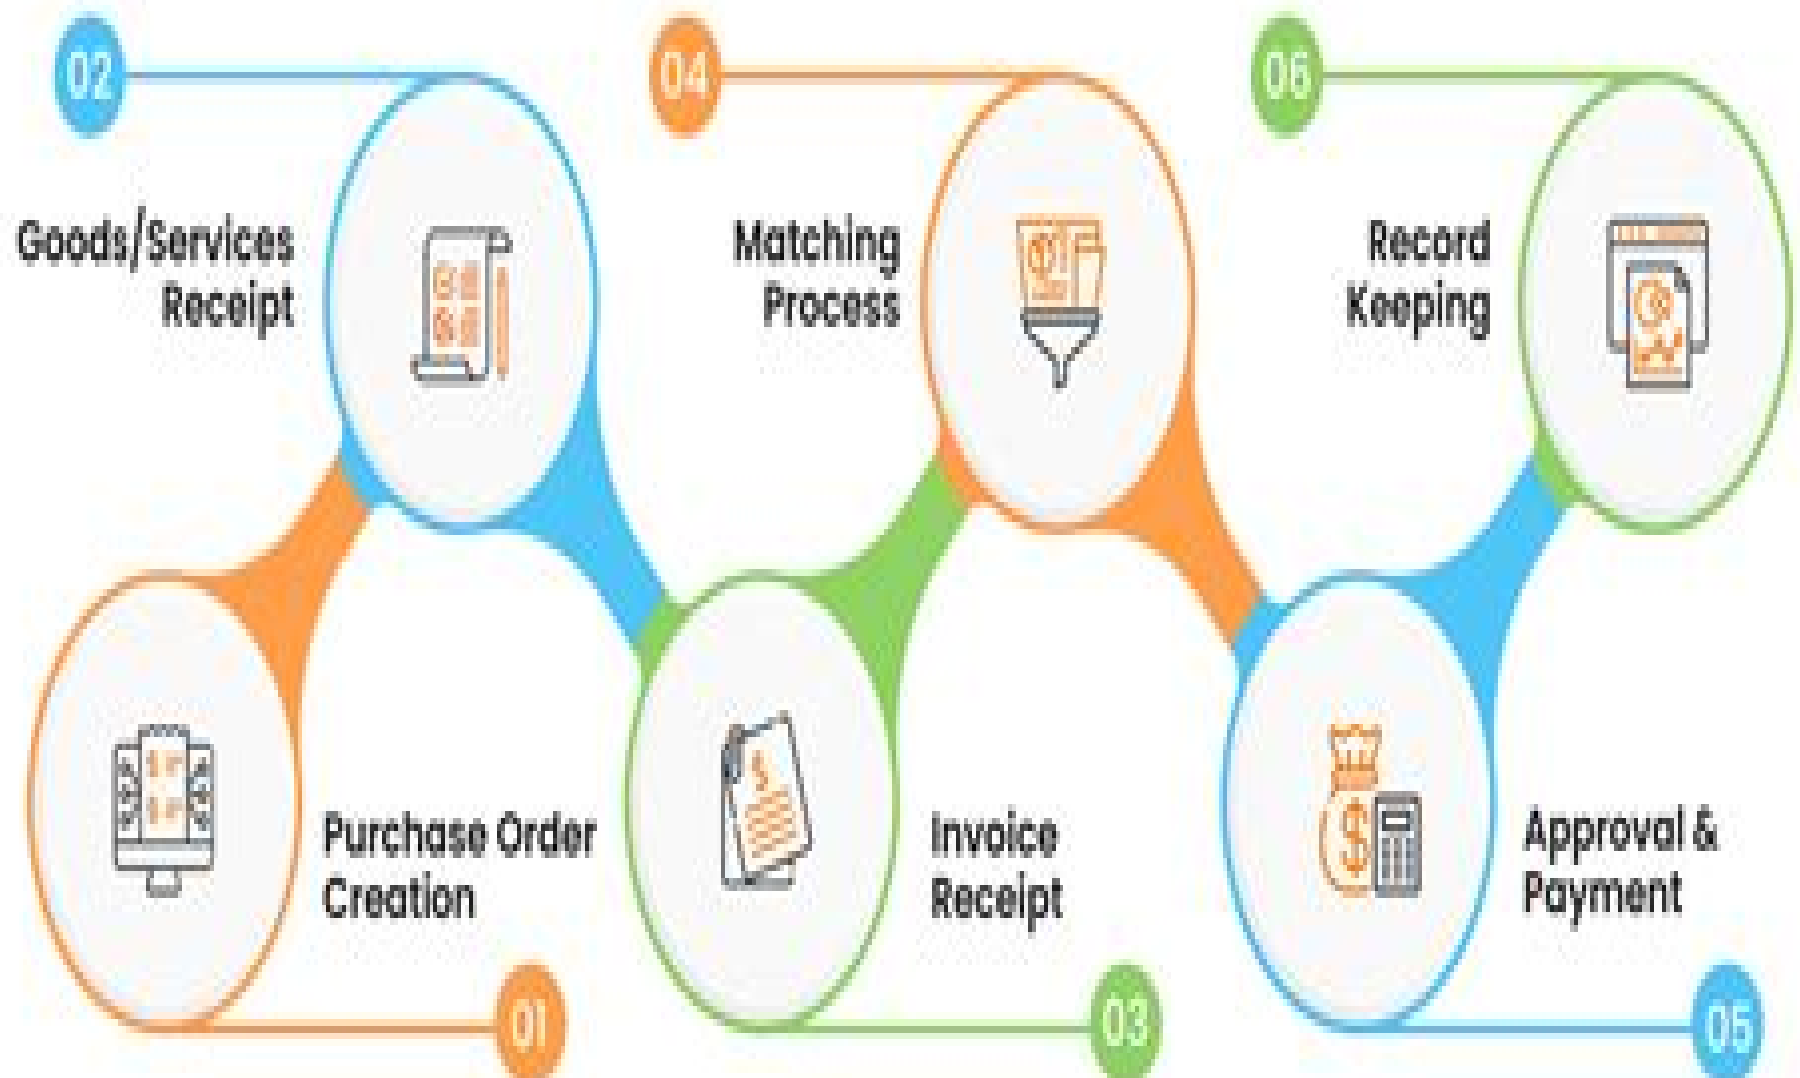 02
Goods/Services
Receipt
04
Matching
Process
06
Record
Keeping
Purchase Order
Creation
01
Invoice
Receipt
03
Approval &
Payment
05